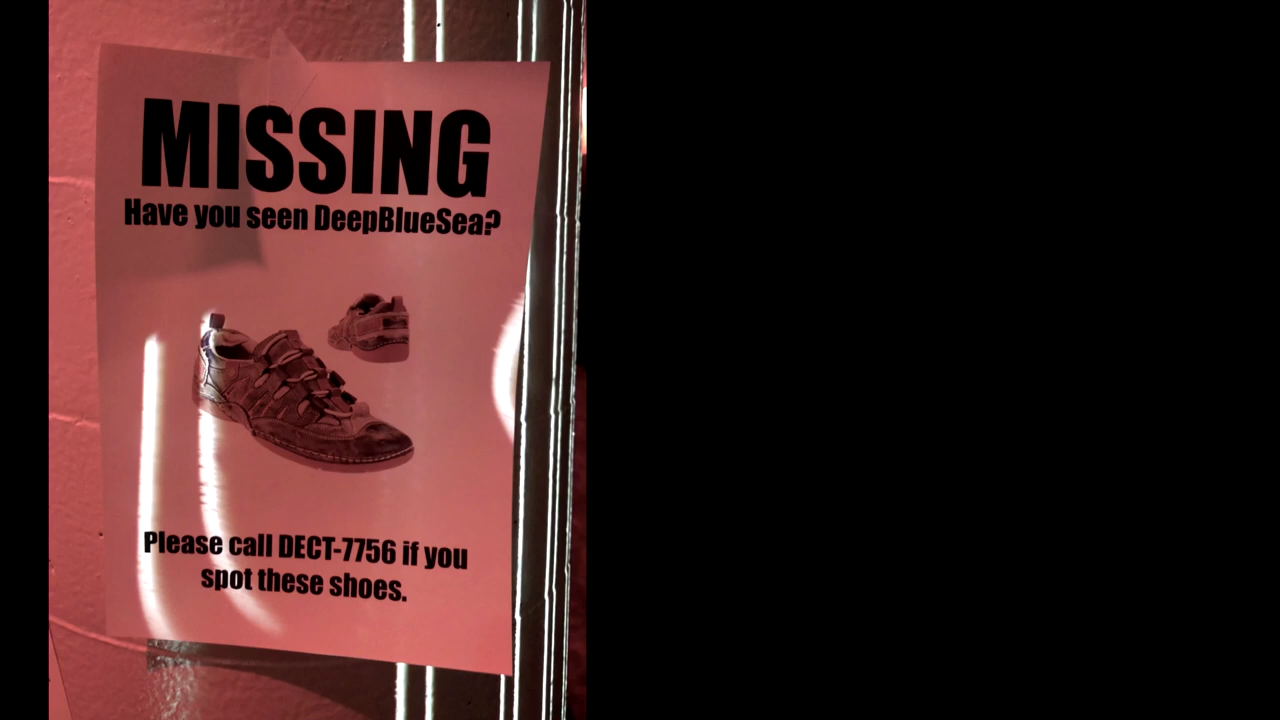 MISSING
Have you seen DeepBlueSea?
Please call DECT-7756 if you
spot these shoes.